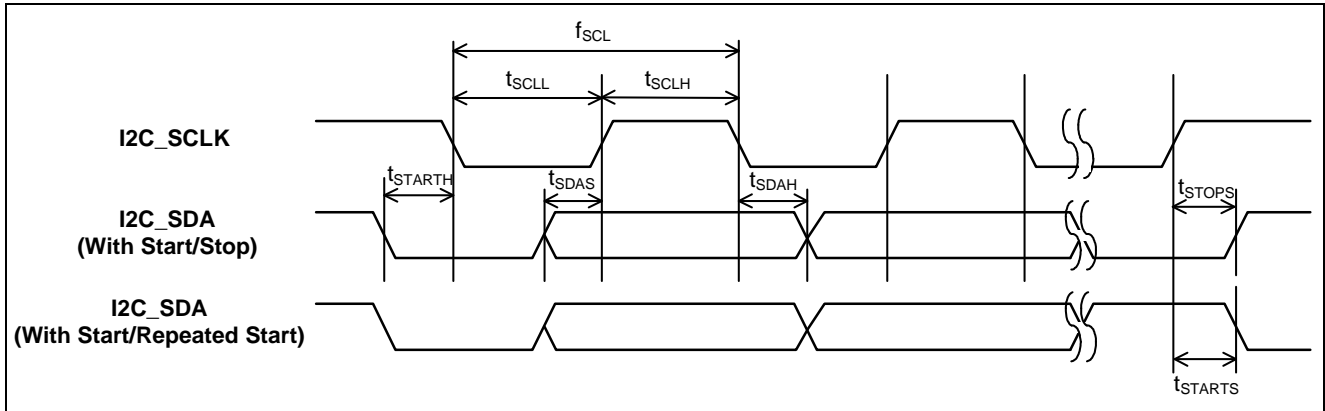 fSCL
tSCLL
tSCLH
I2C_SCLK
tSTARTH
tSDAS
tSDAH
tSTOPS
I2C_SDA
(With Start/Stop)
I2C_SDA
(With Start/Repeated Start)
tSTARTS